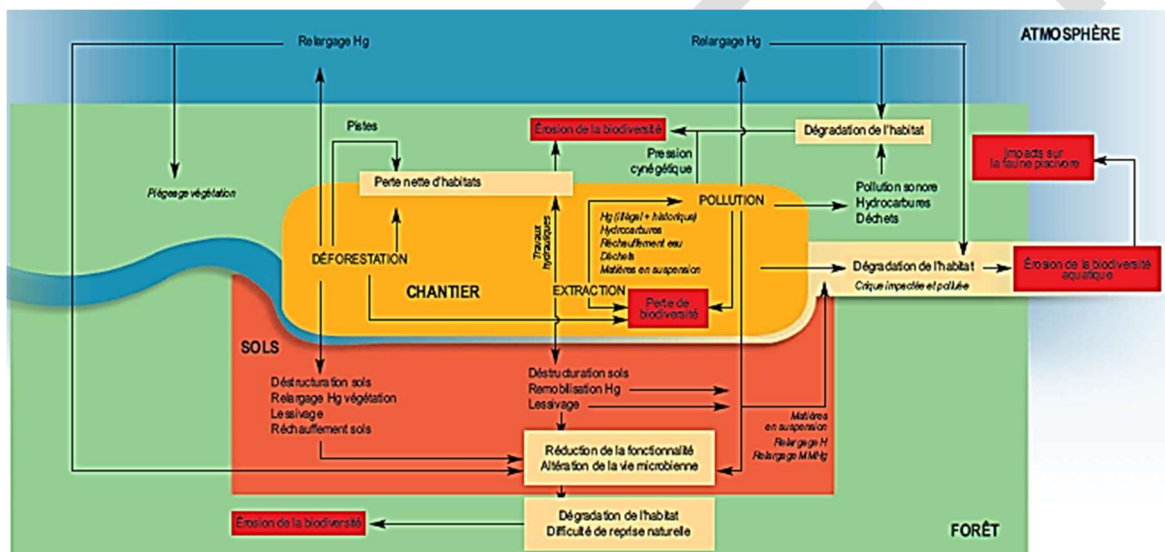 Relargage Hg
Relargage Hg
ATMOSPHÈRE
Pistes
Érosion de la biodiversité
Dégradation de l'habitat
Pression
cynégétique
Impacts sur
la faune piscivore
Piégeage végétation
Perte nette d'habitats
POLLUTION
Pollution sonore
Hydrocarbures
Déchets
Travaux
hydrauliques
Hg (illégal + historique)
Hydrocarbures
Réchauffement eau
Déchets
Matières en suspension
DÉFORESTATION
CHANTIER
EXTRACTION
Perte de
biodiversité
Dégradation de l'habitat
Crique impactée et polluée
Érosion de la biodiversité
aquatique
SOLS
Déstructuration sols
Relargage Hg végétation
Lessivage
Réchauffement sols
Déstructuration sols
Remobilisation Hg
Lessivage
Matières
en suspension
Relargage H
Relargage MMHg
Réduction de la fonctionnalité
Altération de la vie microbienne
Érosion de la biodiversité
Dégradation de l'habitat
Difficulté de reprise naturelle
FORÊT